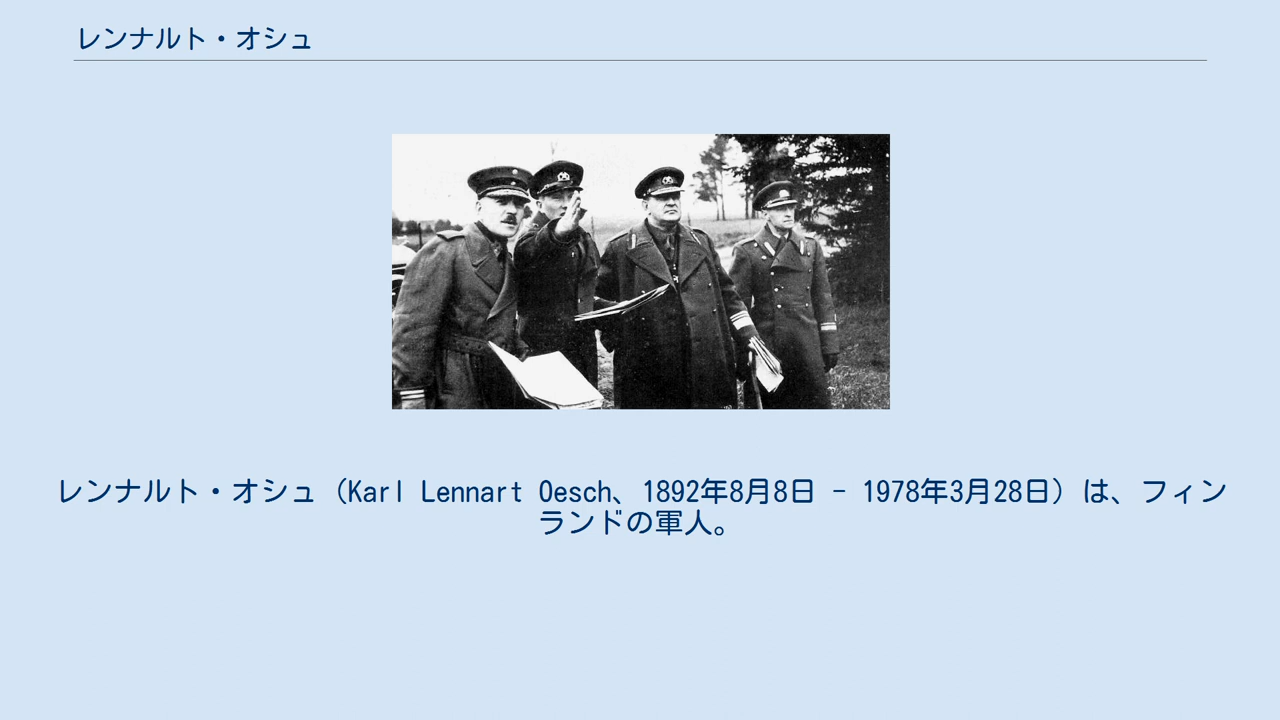 レンナルト・オシュ
レンナルト・オシュ（Karl Lennart Oesch、1892年8月8日 - 1978年3月28日）は、フィン
ランドの軍人。